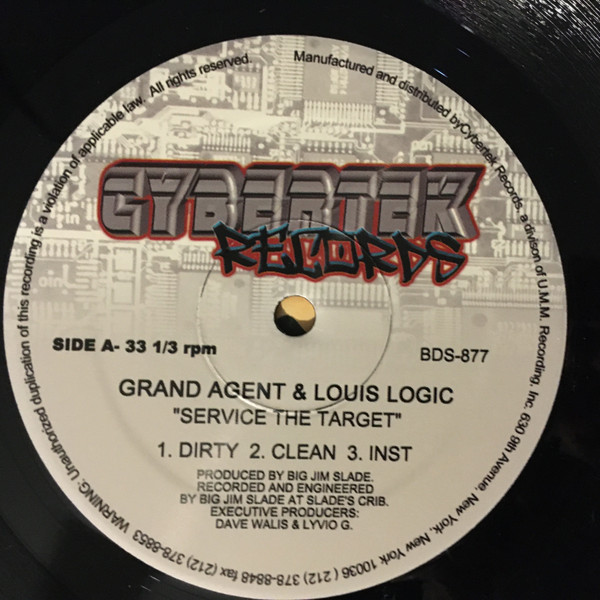 WARNING: Unauthorized duplication of this recording is a violation of applicable law. All rights reserved.
Manufactured and distributed by Cybertek Records, a divison of U.M.M. Recording, Inc. 630 9th Avenue, New York, New York 10036 (212) 378-8848 fax (212) 378-8853
CYBERTEK
RECORDS
SIDE A- 33 1/3 rpm
BDS-877
GRAND AGENT & LOUIS LOGIC
"SERVICE THE TARGET"
1. DIRTY 2. CLEAN 3. INST
PRODUCED BY BIG JIM SLADE.
RECORDED AND ENGINEERED
BY BIG JIM SLADE AT SLADE'S CRIB.
EXECUTIVE PRODUCERS:
DAVE WALIS & LYVIO G.